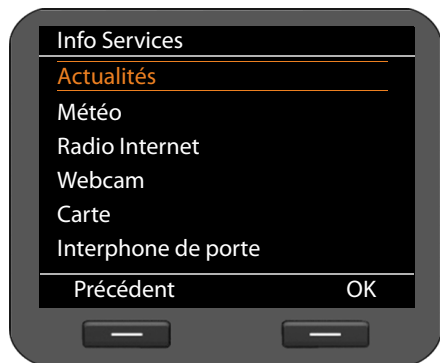 Info Services
Actualités
Météo
Radio Internet
Webcam
Carte
Interphone de porte
Précédent OK